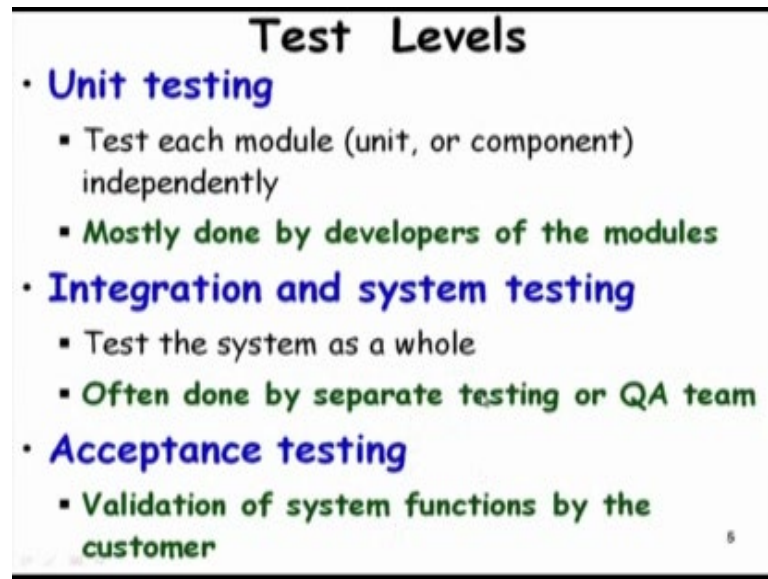 Test Levels
• Unit testing
▪ Test each module (unit, or component)
independently
▪ Mostly done by developers of the modules
• Integration and system testing
▪ Test the system as a whole
▪ Often done by separate testing or QA team
• Acceptance testing
▪ Validation of system functions by the
customer
5